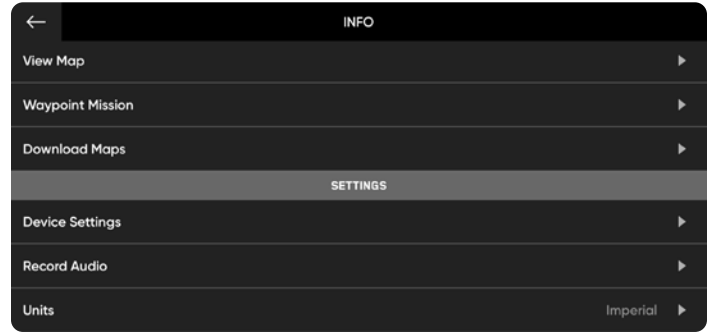 INFO
View Map
Waypoint Mission
Download Maps
SETTINGS
Device Settings
Record Audio
Units Imperial